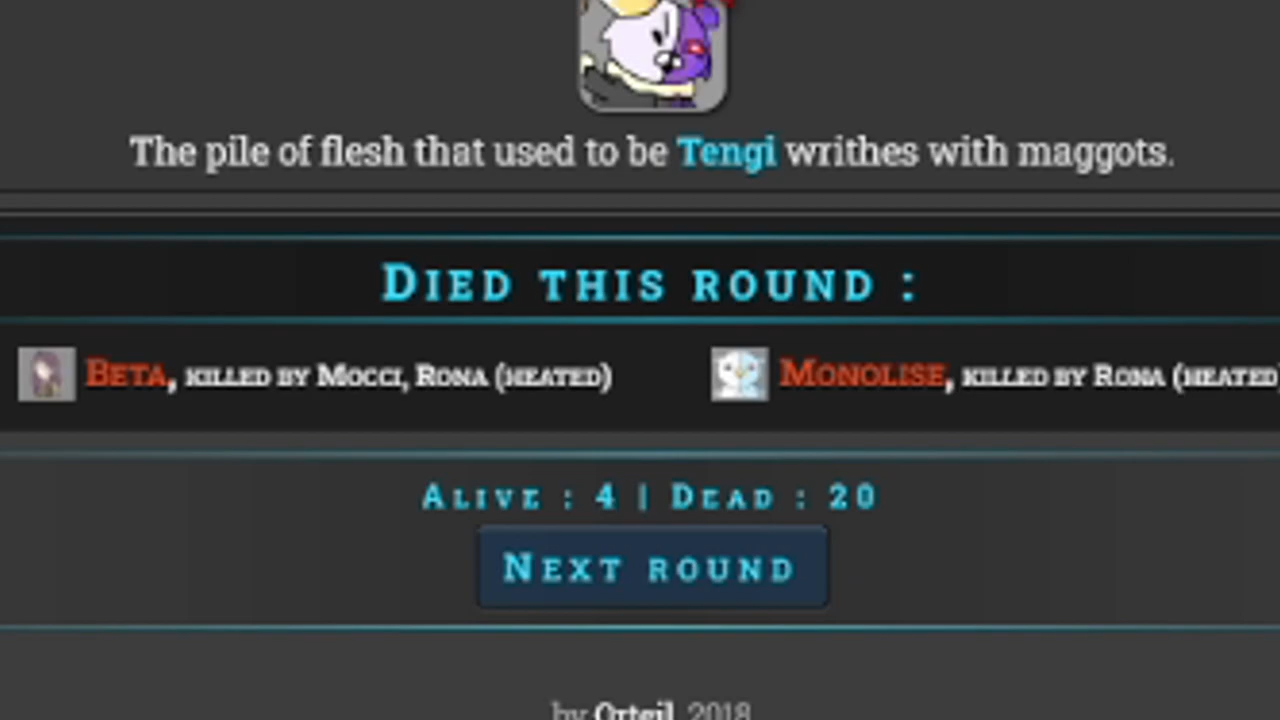 The pile of flesh that used to be Tengi writhes with maggots.
Died this round :
Beta, killed by Mocci, Rona (heated)
Monolise, killed by Rona (heated)
Alive : 4 | Dead : 20
Next round
by Orteil, 2018